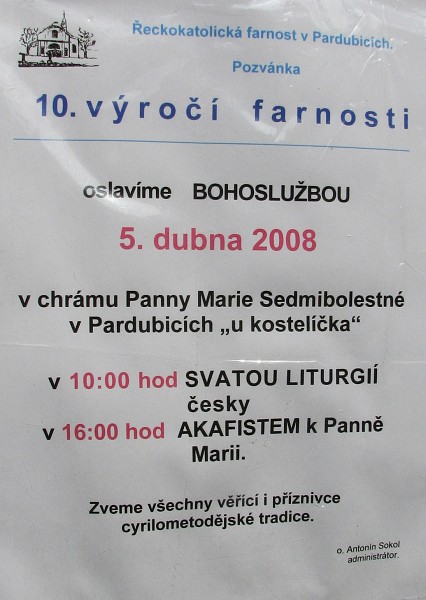 Řeckokatolická farnost v Pardubicích.
Pozvánka
10. výročí farnosti
oslavíme BOHOSLUŽBOU
5. dubna 2008
v chrámu Panny Marie Sedmibolestné
v Pardubicích „u kostelíčka“
v 10:00 hod SVATOU LITURGIÍ
česky
v 16:00 hod AKAFISTEM k Panně
Marii.
Zveme všechny věřící i příznivce
cyrilometodějské tradice.
o. Antonín Sokol
administrátor.